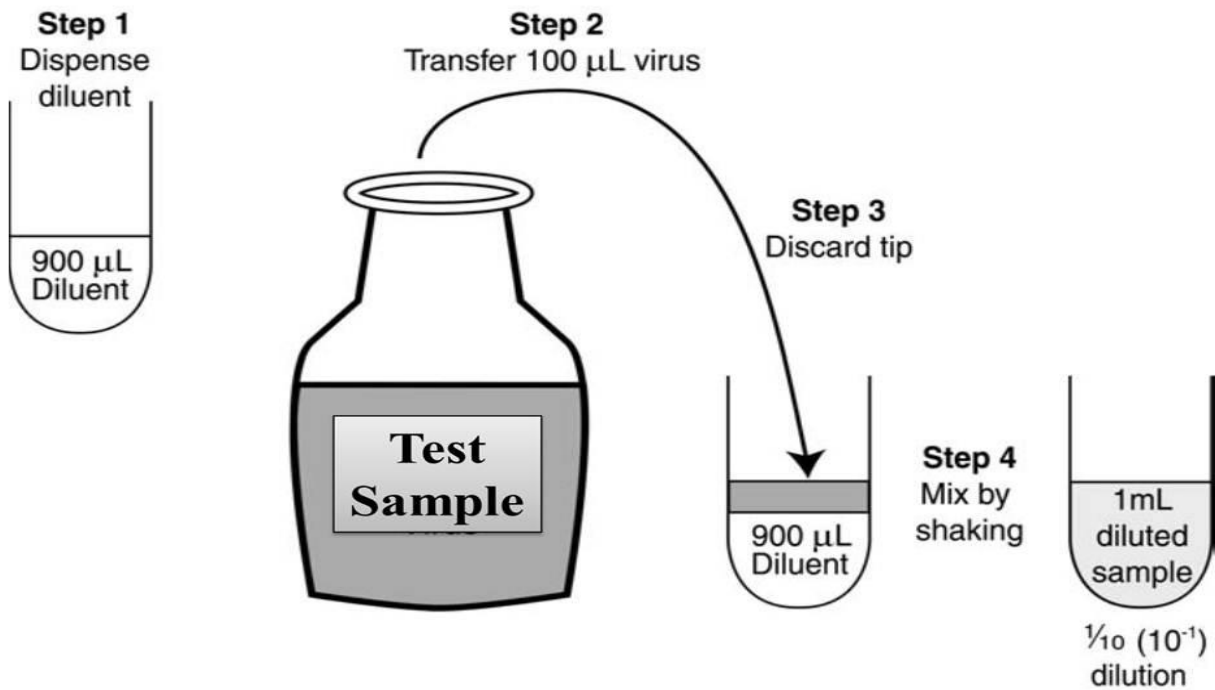 Step 1
Dispense
diluent
900 μL
Diluent
Step 2
Transfer 100 μL virus
Step 3
Discard tip
Test
Sample
900 μL
Diluent
Step 4
Mix by
shaking
1mL
diluted
sample
⅒ (10⁻¹)
dilution